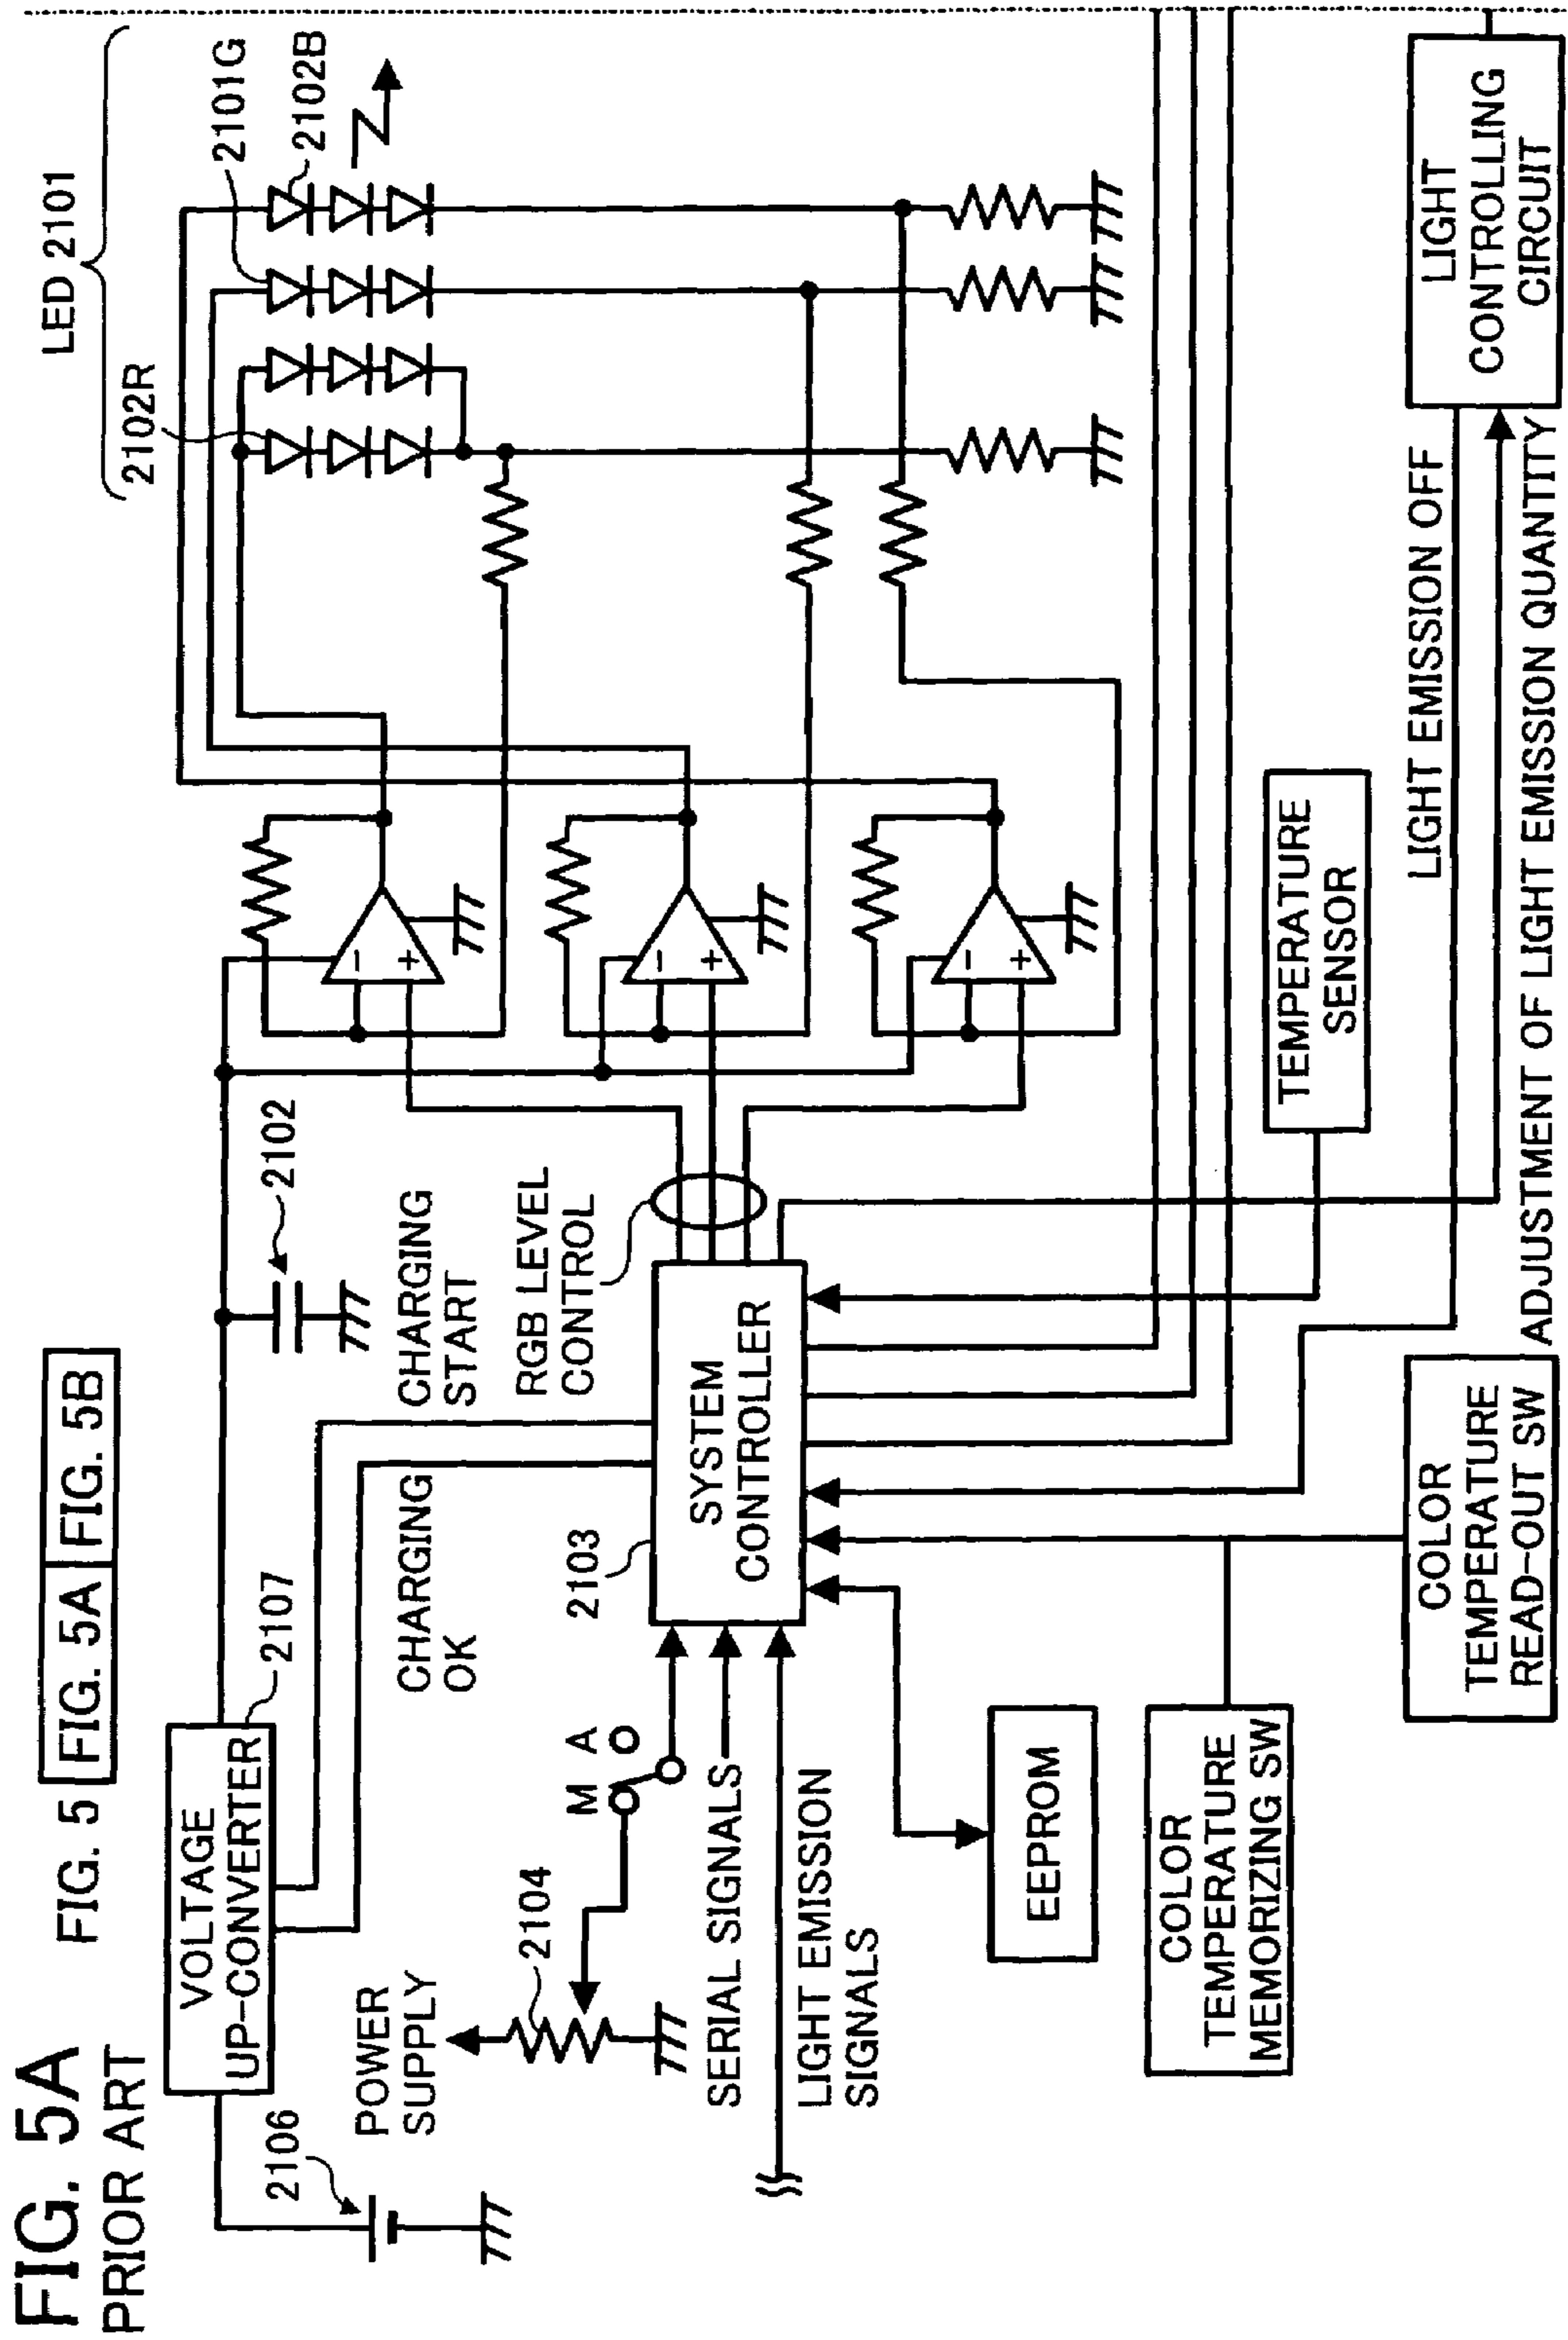 FIG. 5A
PRIOR ART
FIG. 5
FIG. 5A
FIG. 5B
LED 2101
2102R
2101G
2102B
VOLTAGE
UP-CONVERTER
2107
2106
2102
CHARGING
START
CHARGING
OK
RGB LEVEL
CONTROL
POWER
SUPPLY
2104
M
A
2103
SYSTEM
CONTROLLER
-
+
-
+
-
+
SERIAL SIGNALS
LIGHT EMISSION
SIGNALS
EEPROM
COLOR
TEMPERATURE
MEMORIZING SW
COLOR
TEMPERATURE
READ-OUT SW
TEMPERATURE
SENSOR
LIGHT EMISSION OFF
ADJUSTMENT OF LIGHT EMISSION QUANTITY
LIGHT
CONTROLLING
CIRCUIT